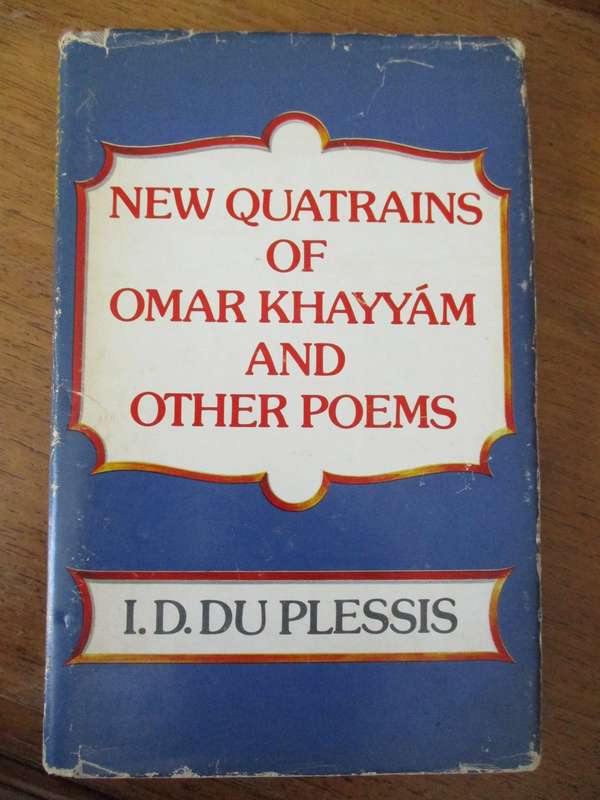 NEW QUATRAINS
OF
OMAR KHAYYÁM
AND
OTHER POEMS
I. D. DU PLESSIS